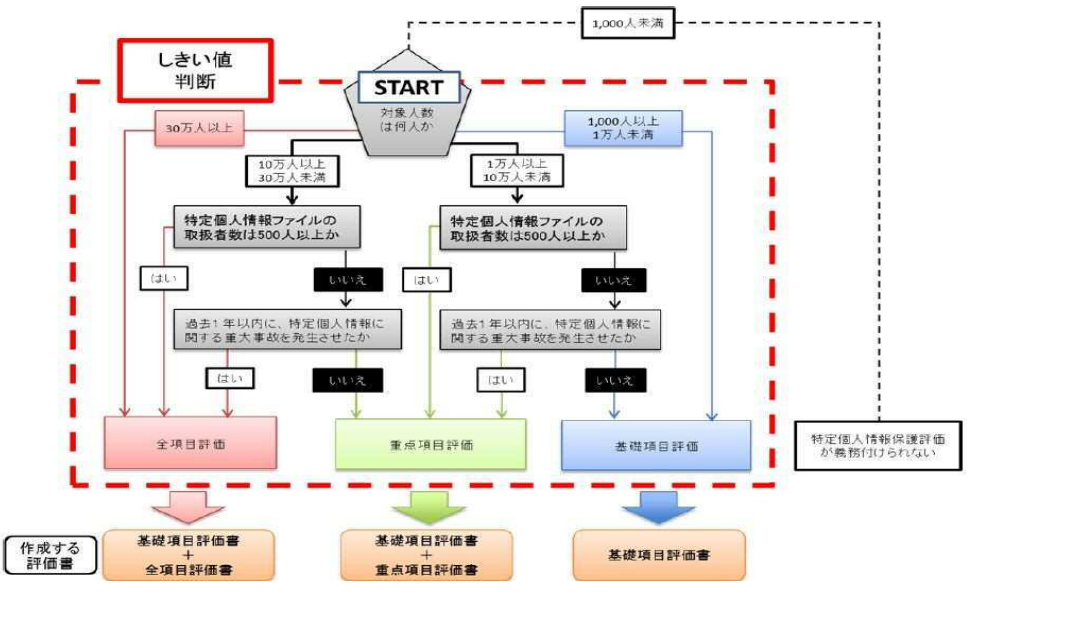 1,000人未満
しきい値
判断
START
対象人数
は何人か
30万人以上
1,000人以上
1万人未満
10万人以上
30万人未満
1万人以上
10万人未満
特定個人情報ファイルの
取扱者数は500人以上か
特定個人情報ファイルの
取扱者数は500人以上か
はい
いいえ
はい
いいえ
過去1年以内に、特定個人情報に
関する重大事故を発生させたか
過去1年以内に、特定個人情報に
関する重大事故を発生させたか
はい
いいえ
はい
いいえ
全項目評価
重点項目評価
基礎項目評価
特定個人情報保護評価
が義務付けられない
作成する
評価書
基礎項目評価書
+
全項目評価書
基礎項目評価書
+
重点項目評価書
基礎項目評価書